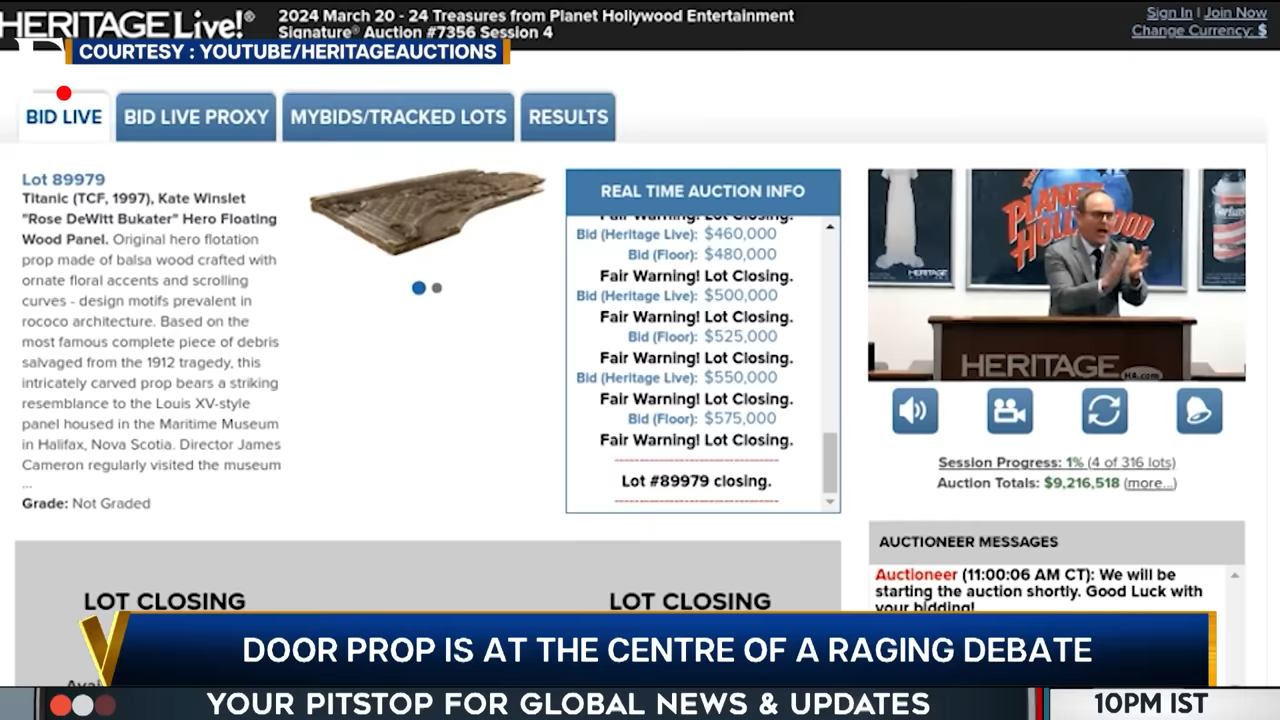 HERITAGE Live!®
2024 March 20 - 24 Treasures from Planet Hollywood Entertainment
Signature® Auction #7356 Session 4
Sign In | Join Now
Change Currency: $
COURTESY : YOUTUBE/HERITAGEAUCTIONS
BID LIVE
BID LIVE PROXY
MYBIDS/TRACKED LOTS
RESULTS
Lot 89979
Titanic (TCF, 1997), Kate Winslet
"Rose DeWitt Bukater" Hero Floating
Wood Panel. Original hero flotation
prop made of balsa wood crafted with
ornate floral accents and scrolling
curves - design motifs prevalent in
rococo architecture. Based on the
most famous complete piece of debris
salvaged from the 1912 tragedy, this
intricately carved prop bears a striking
resemblance to the Louis XV-style
panel housed in the Maritime Museum
in Halifax, Nova Scotia. Director James
Cameron regularly visited the museum
...
Grade: Not Graded
REAL TIME AUCTION INFO
Fair Warning! Lot Closing.
Bid (Heritage Live): $460,000
Bid (Floor): $480,000
Fair Warning! Lot Closing.
Bid (Heritage Live): $500,000
Fair Warning! Lot Closing.
Bid (Floor): $525,000
Fair Warning! Lot Closing.
Bid (Heritage Live): $550,000
Fair Warning! Lot Closing.
Bid (Floor): $575,000
Fair Warning! Lot Closing.
Lot #89979 closing.
PLANET
HOLLYWOOD
HERITAGE
HERITAGE
HA.com
Session Progress: 1% (4 of 316 lots)
Auction Totals: $9,216,518 (more...)
AUCTIONEER MESSAGES
Auctioneer (11:00:06 AM CT): We will be
starting the auction shortly. Good Luck with
your bidding!
LOT CLOSING
LOT CLOSING
DOOR PROP IS AT THE CENTRE OF A RAGING DEBATE
YOUR PITSTOP FOR GLOBAL NEWS & UPDATES
10PM IST